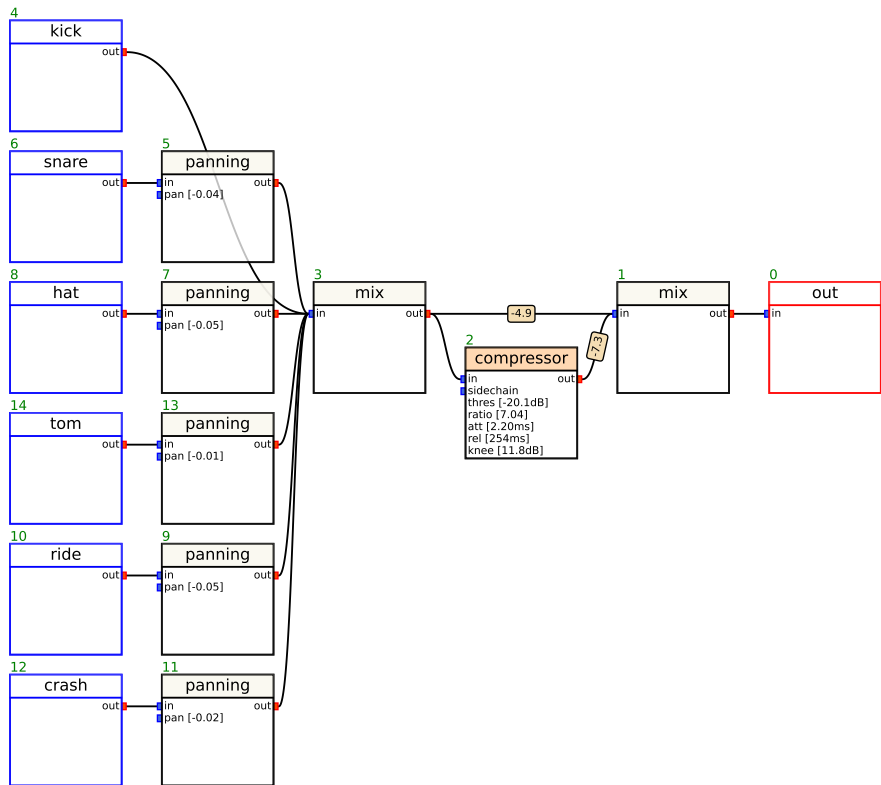 4
kick
out
6
snare
out
5
panning
in
out
pan [-0.04]
8
hat
out
7
panning
in
out
pan [-0.05]
3
mix
in
out
-4.9
2
compressor
in
out
sidechain
thres [-20.1dB]
ratio [7.04]
att [2.20ms]
rel [254ms]
knee [11.8dB]
-7.3
1
mix
in
out
0
out
in
14
tom
out
13
panning
in
out
pan [-0.01]
10
ride
out
9
panning
in
out
pan [-0.05]
12
crash
out
11
panning
in
out
pan [-0.02]